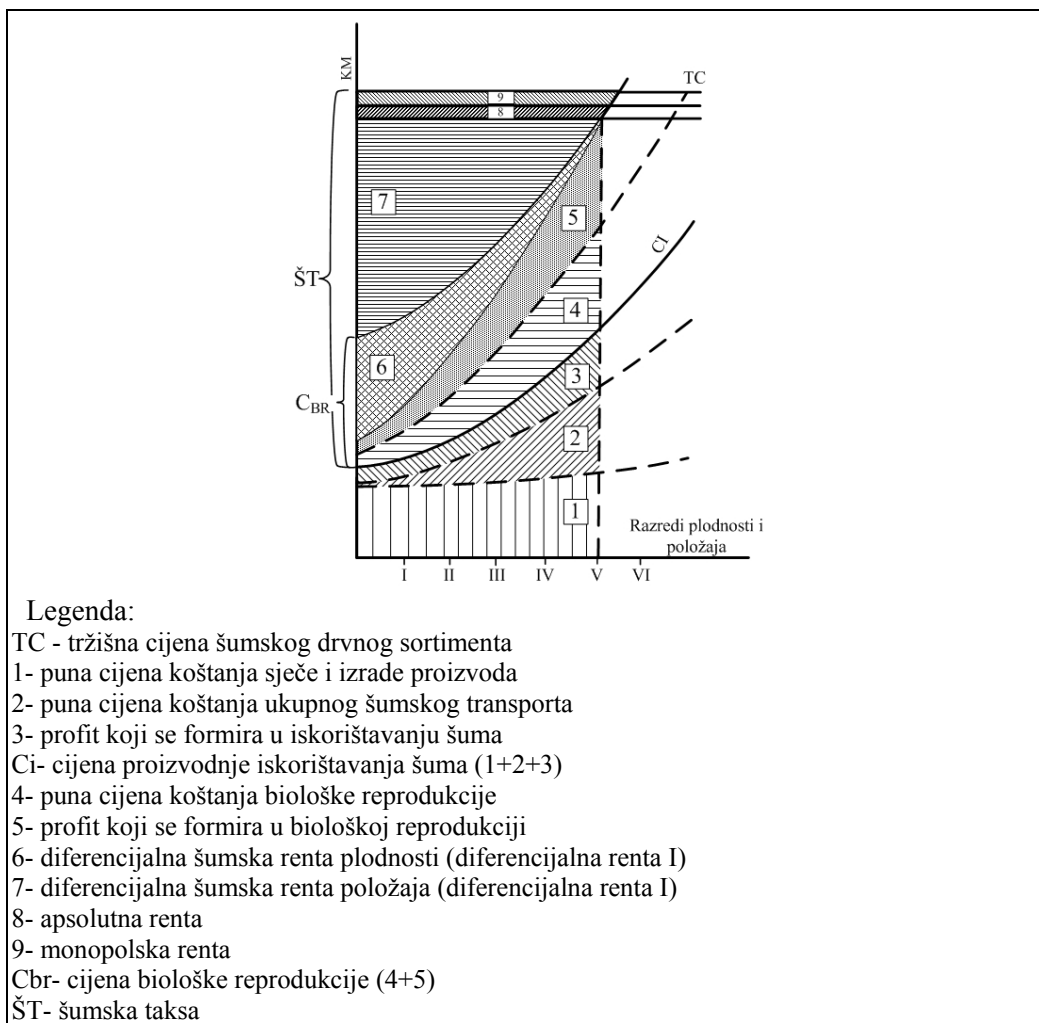 KM
TC
9
8
7
5
CI
ŠT
4
6
3
CBR
2
1
Razredi plodnosti i
položaja
I II III IV V VI
Legenda:
TC - tržišna cijena šumskog drvnog sortimenta
1- puna cijena koštanja sječe i izrade proizvoda
2- puna cijena koštanja ukupnog šumskog transporta
3- profit koji se formira u iskorištavanju šuma
Ci- cijena proizvodnje iskorištavanja šuma (1+2+3)
4- puna cijena koštanja biološke reprodukcije
5- profit koji se formira u biološkoj reprodukciji
6- diferencijalna šumska renta plodnosti (diferencijalna renta I)
7- diferencijalna šumska renta položaja (diferencijalna renta I)
8- apsolutna renta
9- monopolska renta
Cbr- cijena biološke reprodukcije (4+5)
ŠT- šumska taksa